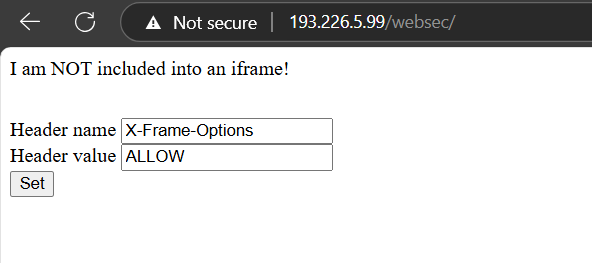 Not secure | 193.226.5.99/websec/
I am NOT included into an iframe!
Header name X-Frame-Options
Header value ALLOW
Set